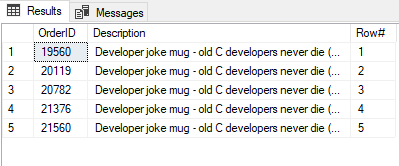 Results Messages
OrderID Description Row#
1 19560 Developer joke mug - old C developers never die (... 1
2 20119 Developer joke mug - old C developers never die (... 2
3 20782 Developer joke mug - old C developers never die (... 3
4 21376 Developer joke mug - old C developers never die (... 4
5 21560 Developer joke mug - old C developers never die (... 5